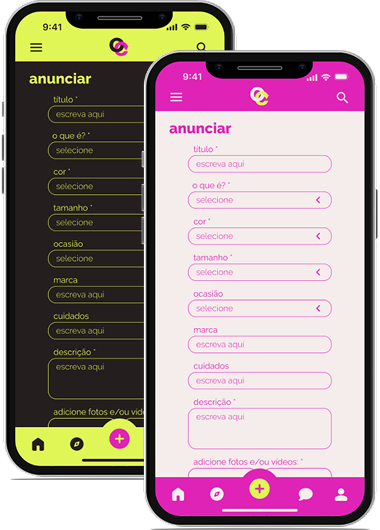 9:41
anunciar
título *
escreva aqui
o que é? *
selecione
cor *
selecione
tamanho *
selecione
ocasião
selecione
marca
escreva aqui
cuidados
escreva aqui
descrição *
escreva aqui
adicione fotos e/ou vídeo
9:41
anunciar
título *
escreva aqui
o que é? *
selecione
cor *
selecione
tamanho *
selecione
ocasião
selecione
marca
escreva aqui
cuidados
escreva aqui
descrição *
escreva aqui
adicione fotos e/ou vídeos: *